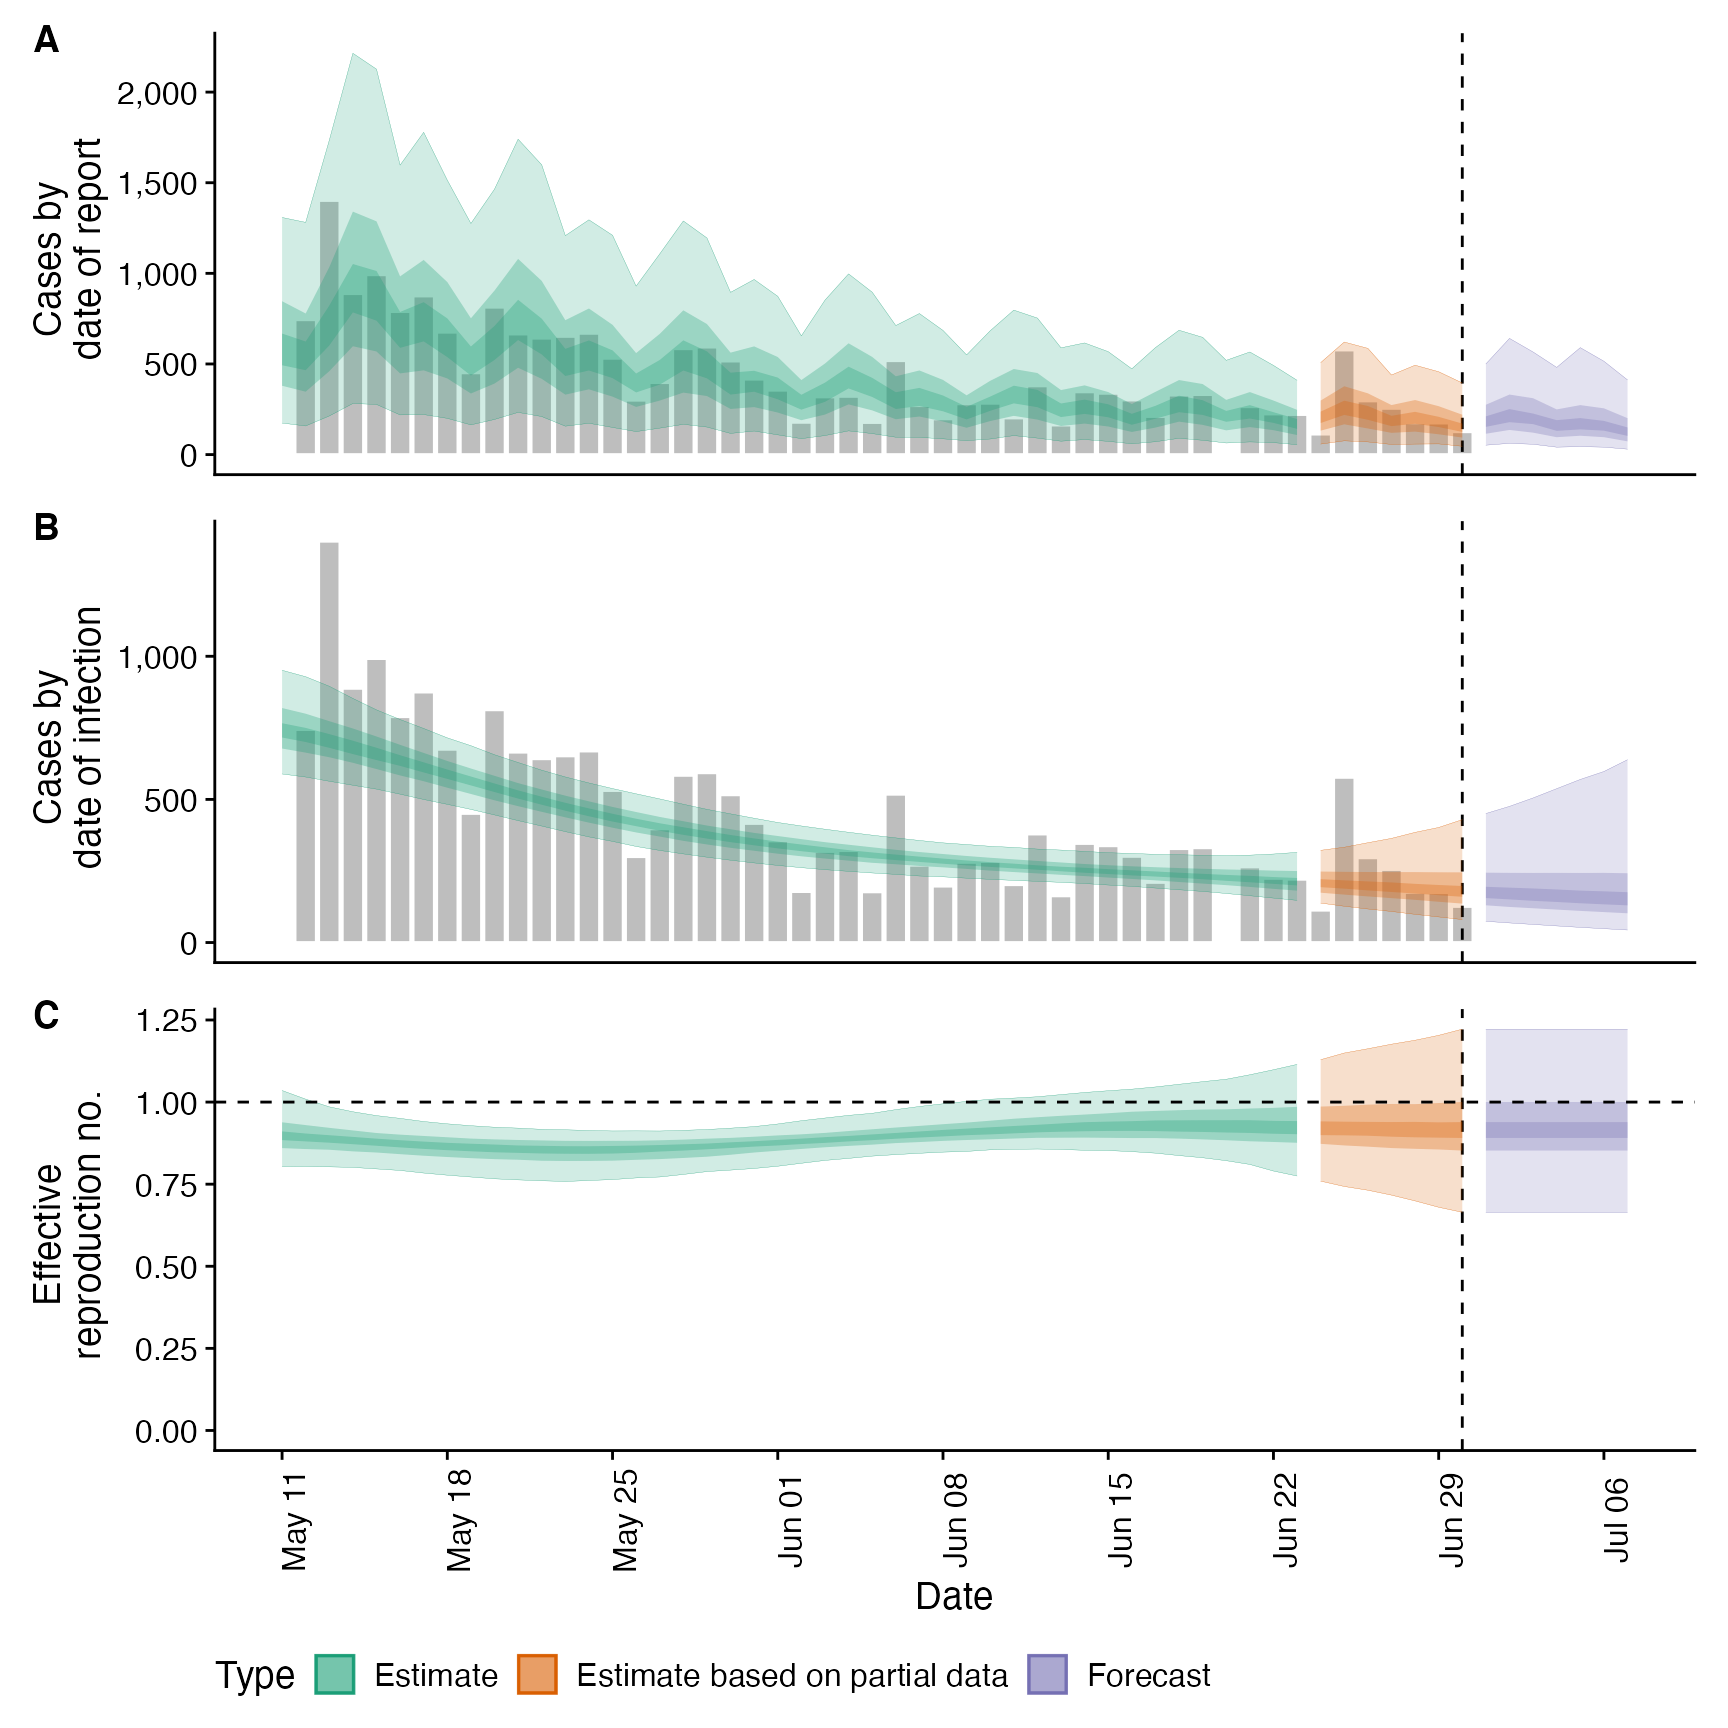 A
Cases by
date of report
2,000
1,500
1,000
500
0
B
Cases by
date of infection
1,000
500
0
C
Effective
reproduction no.
1.25
1.00
0.75
0.50
0.25
0.00
May 11
May 18
May 25
Jun 01
Jun 08
Jun 15
Jun 22
Jun 29
Jul 06
Date
Type Estimate Estimate based on partial data Forecast